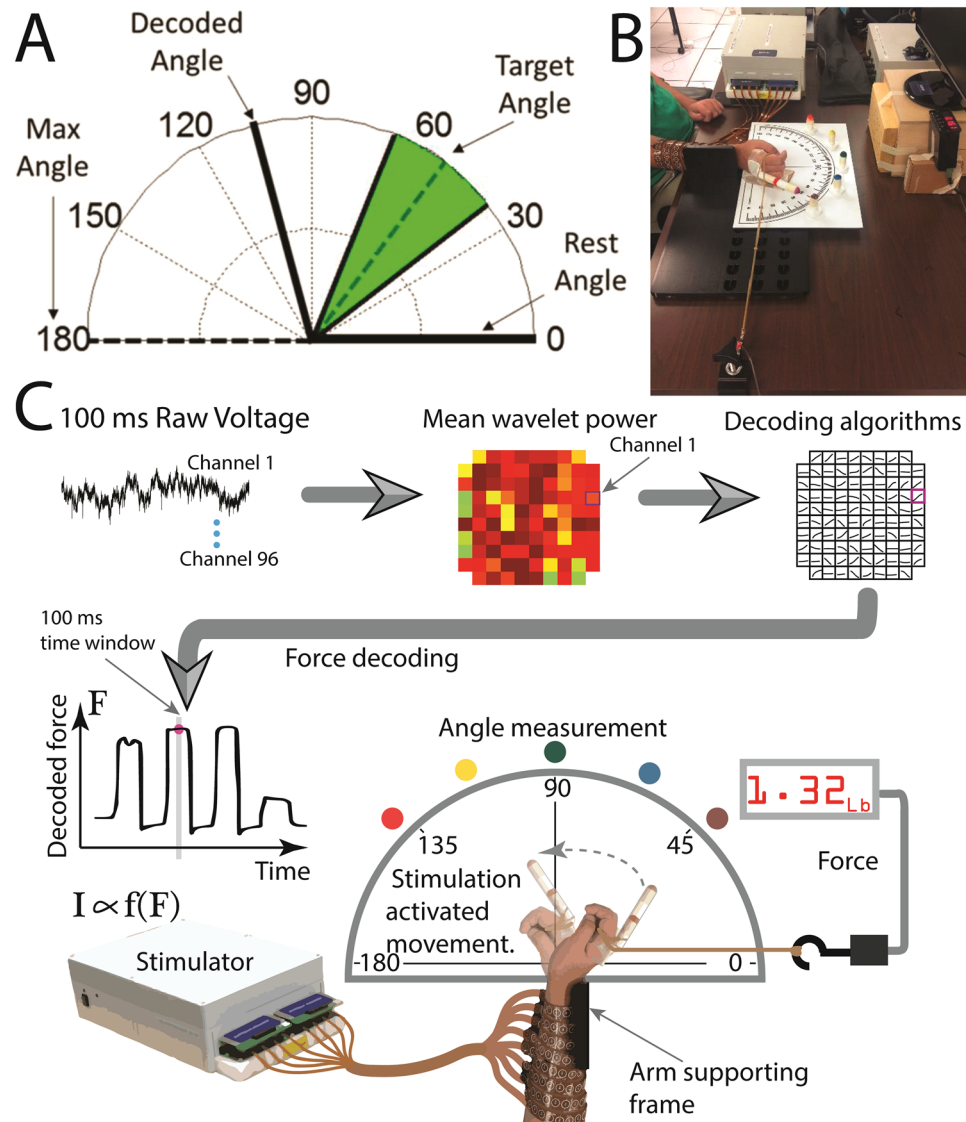 A
Decoded
Angle
Target
Angle
Max
Angle
Rest
Angle
0
30
60
90
120
150
180
B
C
100 ms Raw Voltage
Channel 1
Channel 96
Mean wavelet power
Channel 1
Decoding algorithms
100 ms
time window
Force decoding
F
Decoded force
Time
Angle measurement
90
135
45
180
0
Stimulation
activated
movement.
1.32Lb
Force
I ∝ f(F)
Stimulator
Arm supporting
frame